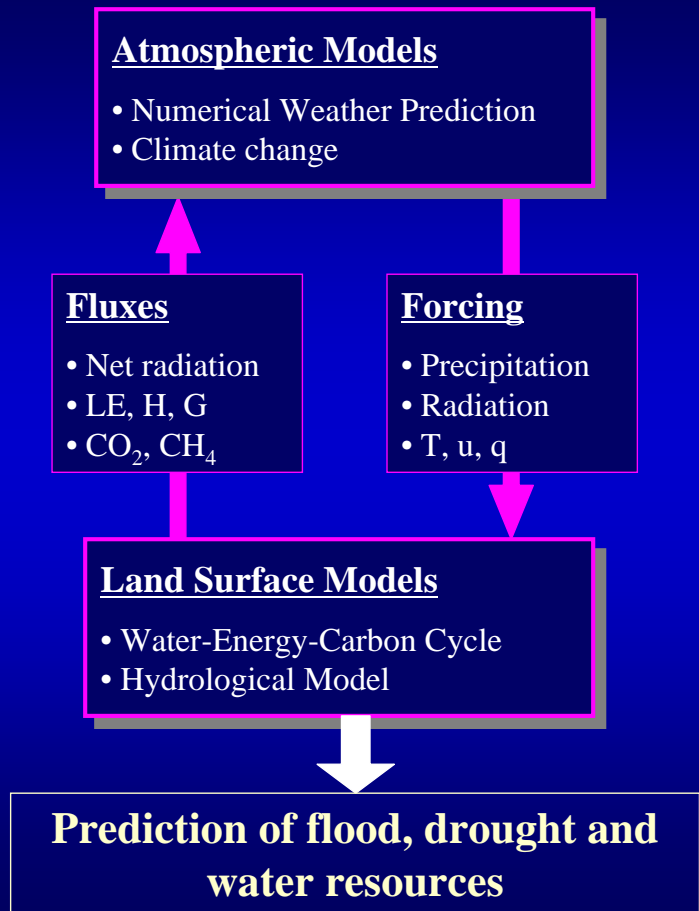 Atmospheric Models
• Numerical Weather Prediction
• Climate change
Fluxes
• Net radiation
• LE, H, G
• CO₂, CH₄
Forcing
• Precipitation
• Radiation
• T, u, q
Land Surface Models
• Water-Energy-Carbon Cycle
• Hydrological Model
Prediction of flood, drought and
water resources